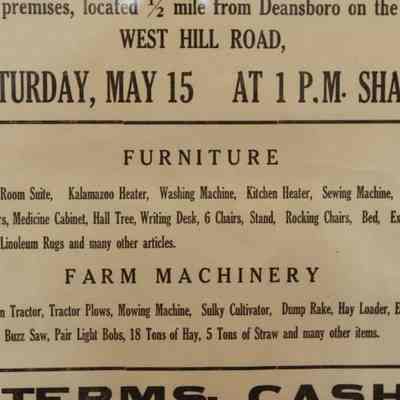 premises, located ½ mile from Deansboro on the
WEST HILL ROAD,
TURDAY, MAY 15 AT 1 P.M. SHA
FURNITURE
Room Suite, Kalamazoo Heater, Washing Machine, Kitchen Heater, Sewing Machine,
rs, Medicine Cabinet, Hall Tree, Writing Desk, 6 Chairs, Stand, Rocking Chairs, Bed, Ex
Linoleum Rugs and many other articles.
FARM MACHINERY
n Tractor, Tractor Plows, Mowing Machine, Sulky Cultivator, Dump Rake, Hay Loader, E
Buzz Saw, Pair Light Bobs, 18 Tons of Hay, 5 Tons of Straw and many other items.
TERMS: CASH